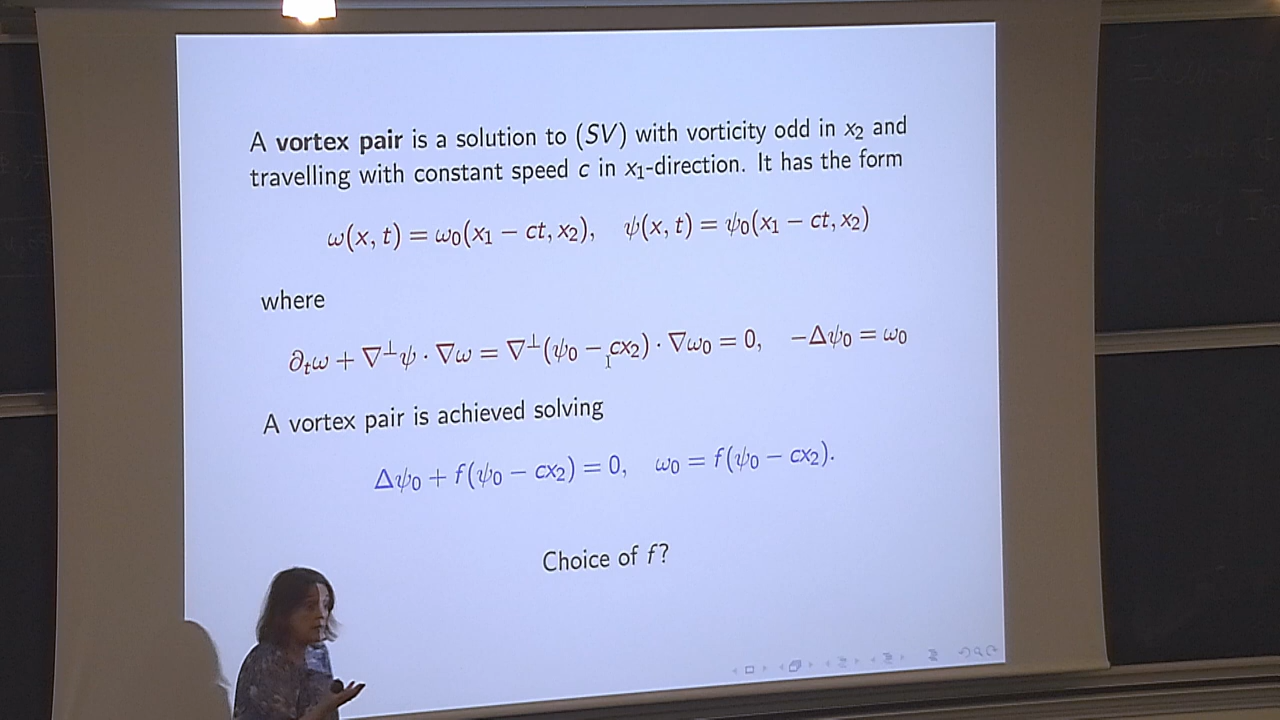 A vortex pair is a solution to (SV) with vorticity odd in x₂ and
travelling with constant speed c in x₁-direction. It has the form
ω(x, t) = ω₀(x₁ − ct, x₂), ψ(x, t) = ψ₀(x₁ − ct, x₂)
where
∂ₜω + ∇⊥ψ · ∇ω = ∇⊥(ψ₀ − cx₂) · ∇ω₀ = 0, −Δψ₀ = ω₀
A vortex pair is achieved solving
Δψ₀ + f(ψ₀ − cx₂) = 0, ω₀ = f(ψ₀ − cx₂).
Choice of f?